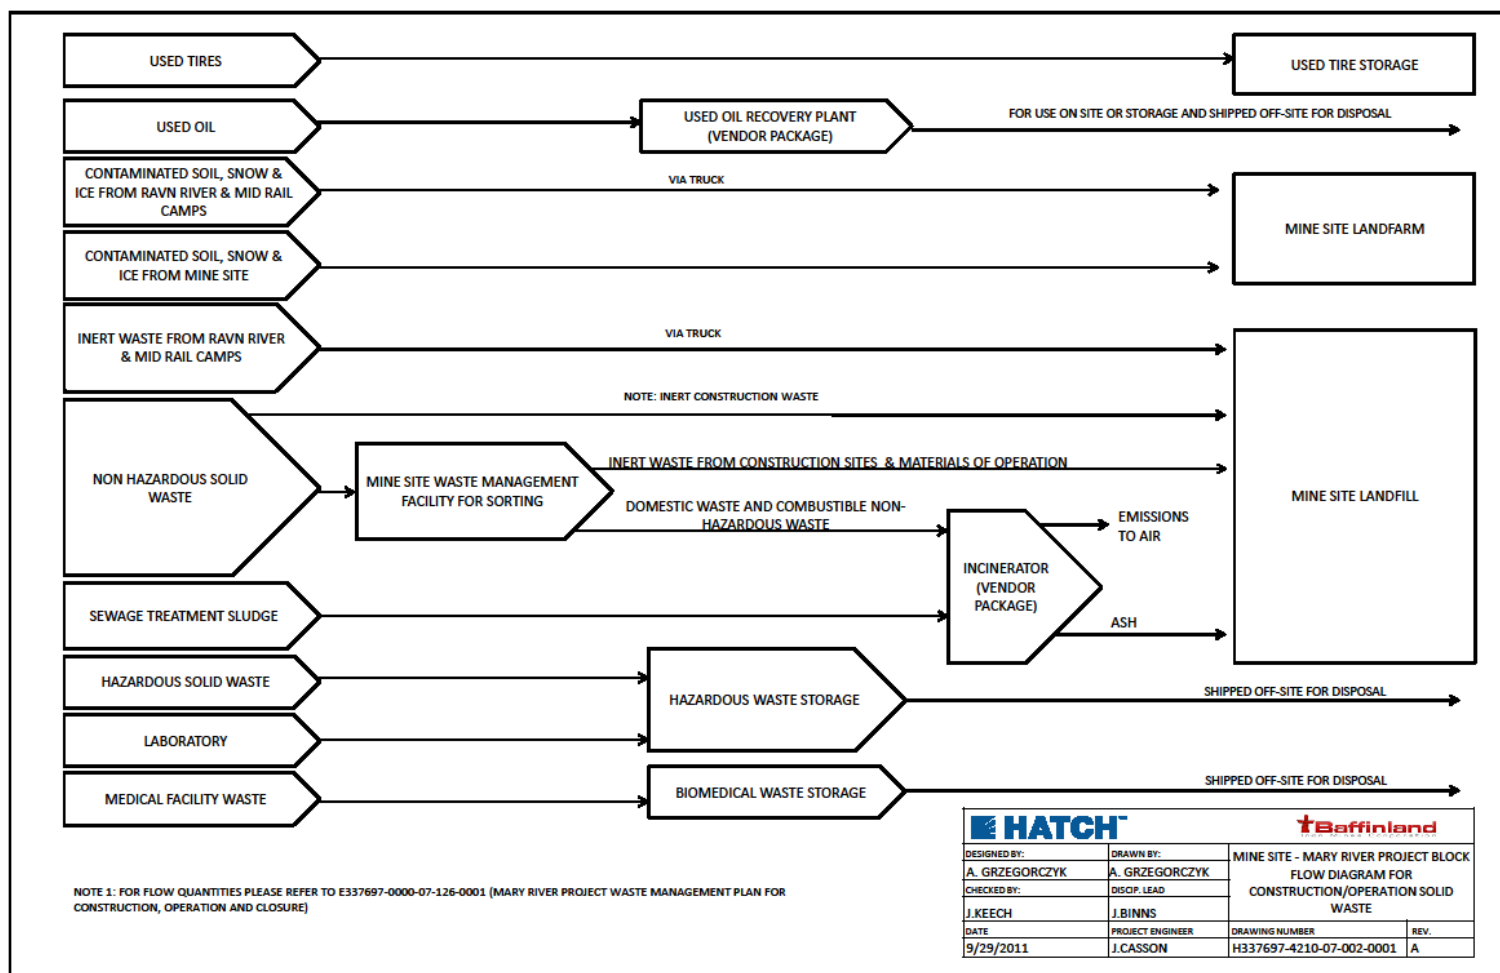 USED TIRES
USED TIRE STORAGE
USED OIL
USED OIL RECOVERY PLANT
(VENDOR PACKAGE)
FOR USE ON SITE OR STORAGE AND SHIPPED OFF-SITE FOR DISPOSAL
CONTAMINATED SOIL, SNOW &
ICE FROM RAVN RIVER & MID RAIL
CAMPS
VIA TRUCK
MINE SITE LANDFARM
CONTAMINATED SOIL, SNOW &
ICE FROM MINE SITE
INERT WASTE FROM RAVN RIVER
& MID RAIL CAMPS
VIA TRUCK
NOTE: INERT CONSTRUCTION WASTE
NON HAZARDOUS SOLID
WASTE
MINE SITE WASTE MANAGEMENT
FACILITY FOR SORTING
INERT WASTE FROM CONSTRUCTION SITES & MATERIALS OF OPERATION
DOMESTIC WASTE AND COMBUSTIBLE NON-
HAZARDOUS WASTE
MINE SITE LANDFILL
EMISSIONS
TO AIR
INCINERATOR
(VENDOR
PACKAGE)
ASH
SEWAGE TREATMENT SLUDGE
HAZARDOUS SOLID WASTE
HAZARDOUS WASTE STORAGE
SHIPPED OFF-SITE FOR DISPOSAL
LABORATORY
MEDICAL FACILITY WASTE
BIOMEDICAL WASTE STORAGE
SHIPPED OFF-SITE FOR DISPOSAL
HATCH™
Baffinland
Iron Mines Corporation
DESIGNED BY:
A. GRZEGORCZYK
DRAWN BY:
A. GRZEGORCZYK
MINE SITE - MARY RIVER PROJECT BLOCK
FLOW DIAGRAM FOR
CONSTRUCTION/OPERATION SOLID
WASTE
CHECKED BY:
J.KEECH
DISCIP. LEAD
J.BINNS
DATE
9/29/2011
PROJECT ENGINEER
J.CASSON
DRAWING NUMBER
H337697-4210-07-002-0001
REV.
A
NOTE 1: FOR FLOW QUANTITIES PLEASE REFER TO E337697-0000-07-126-0001 (MARY RIVER PROJECT WASTE MANAGEMENT PLAN FOR
CONSTRUCTION, OPERATION AND CLOSURE)